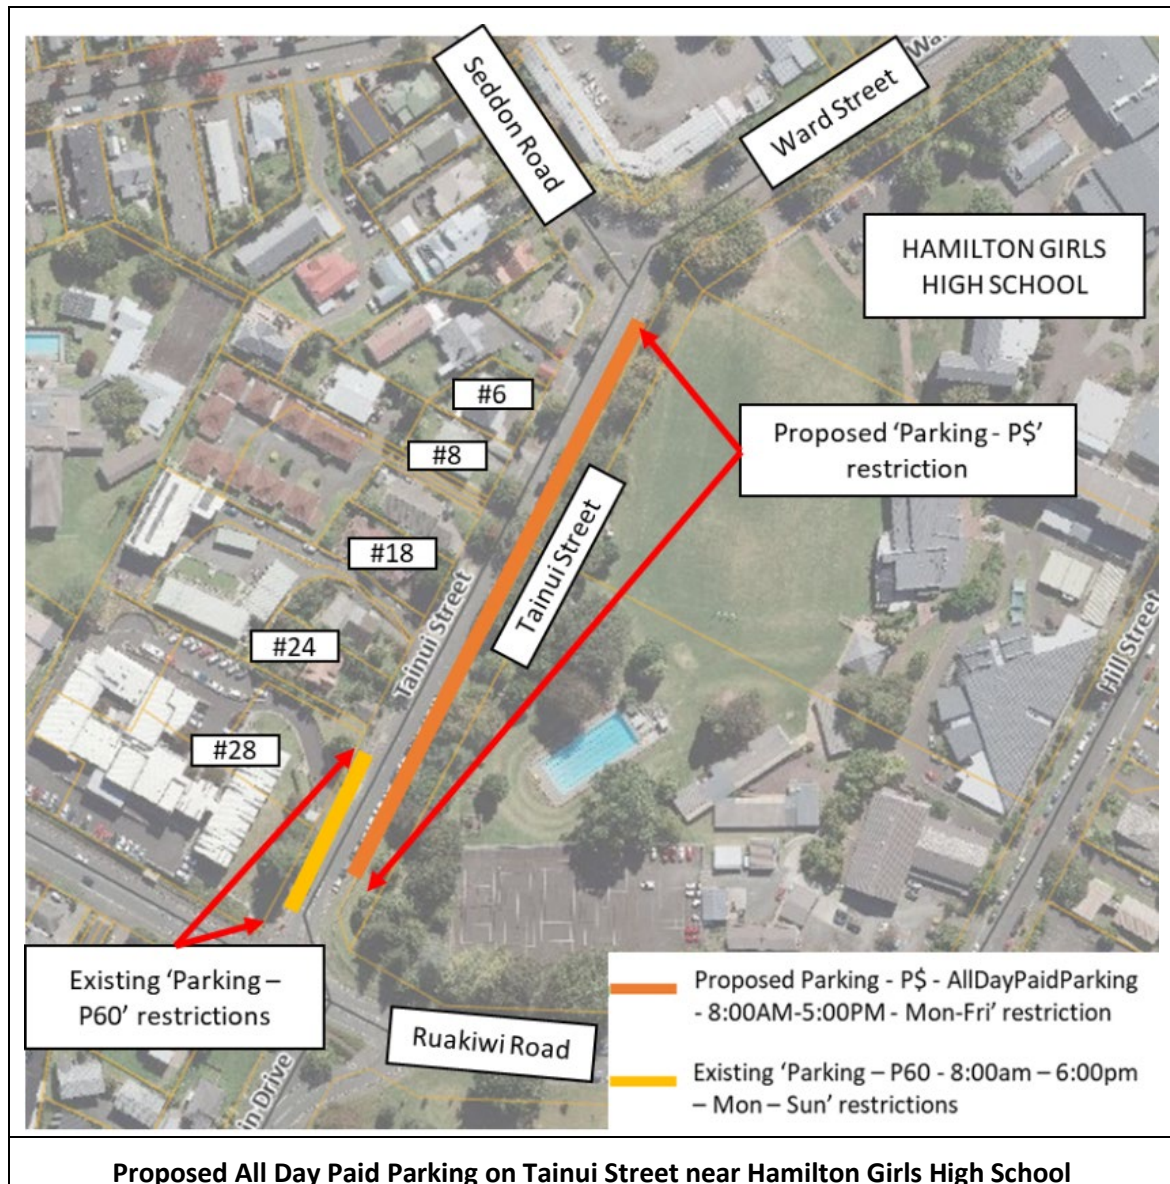 Seddon Road
Ward Street
Wa
HAMILTON GIRLS
HIGH SCHOOL
#6
Proposed ‘Parking - P$’
restriction
#8
Tainui Street
#18
Tainui Street
#24
Hill Street
#28
Existing ‘Parking –
P60’ restrictions
Proposed Parking - P$ - AllDayPaidParking
- 8:00AM-5:00PM - Mon-Fri’ restriction
Ruakiwi Road
Existing ‘Parking – P60 - 8:00am – 6:00pm
– Mon – Sun’ restrictions
in Drive
Proposed All Day Paid Parking on Tainui Street near Hamilton Girls High School